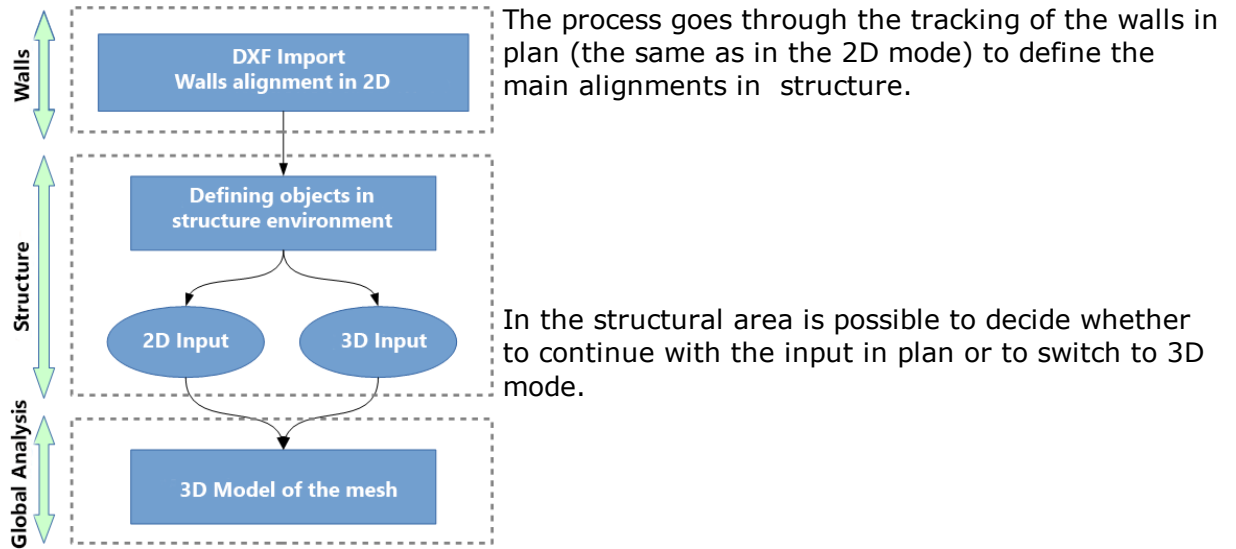 Walls
DXF Import
Walls alignment in 2D
The process goes through the tracking of the walls in
plan (the same as in the 2D mode) to define the
main alignments in structure.
Structure
Defining objects in
structure environment
2D Input
3D Input
In the structural area is possible to decide whether
to continue with the input in plan or to switch to 3D
mode.
Global Analysis
3D Model of the mesh